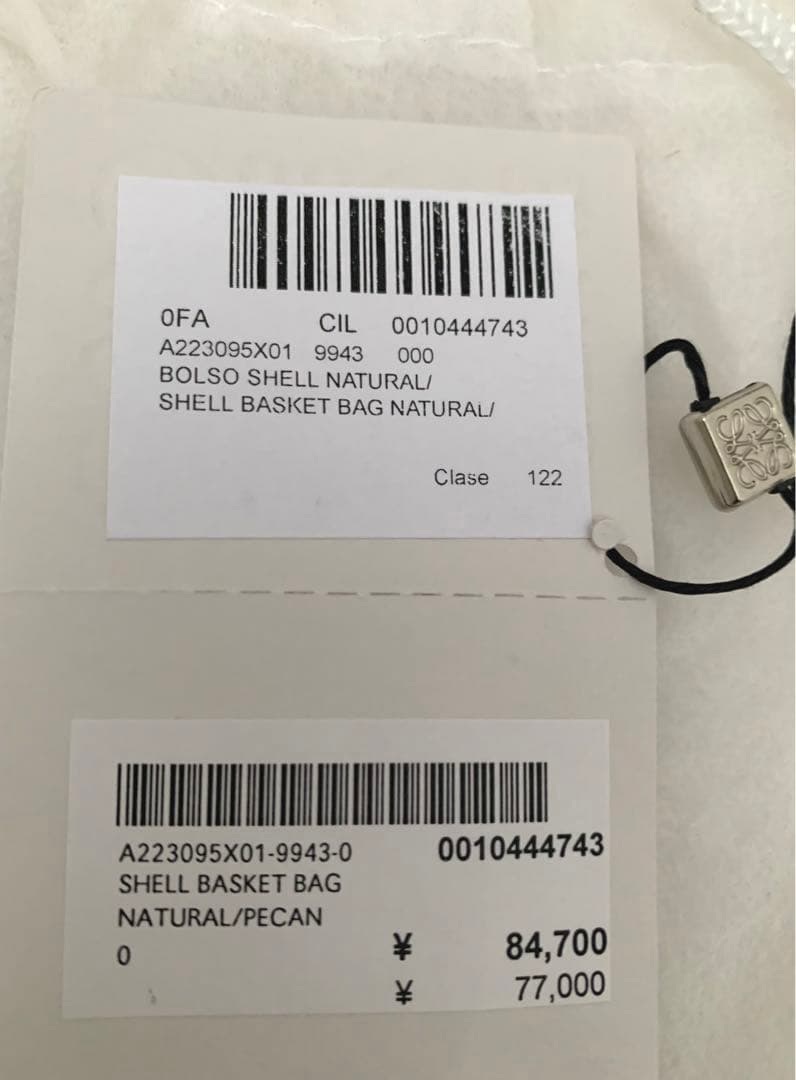 0FA CIL 0010444743
A223095X01 9943 000
BOLSO SHELL NATURAL/
SHELL BASKET BAG NATURAL/
Clase 122
A223095X01-9943-0 0010444743
SHELL BASKET BAG
NATURAL/PECAN
0 ¥ 84,700
¥ 77,000